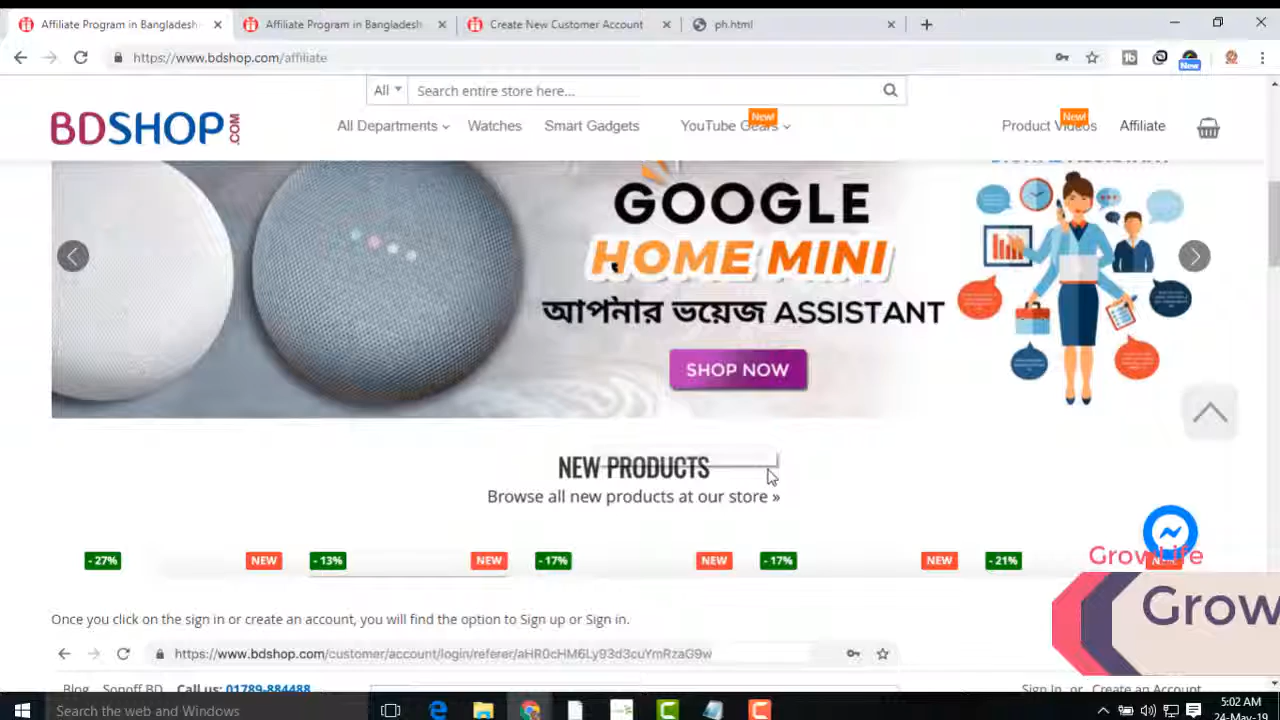 Affiliate Program in Bangladesh
Affiliate Program in Bangladesh
Create New Customer Account
ph.html
https://www.bdshop.com/affiliate
New
All
Search entire store here...
BDSHOP.COM
All Departments
Watches
Smart Gadgets
YouTube Gears
New!
Product Videos
New!
Affiliate
GOOGLE
HOME MINI
আপনার ভয়েজ ASSISTANT
SHOP NOW
NEW PRODUCTS
Browse all new products at our store »
- 27%
NEW
- 13%
NEW
- 17%
NEW
- 17%
NEW
- 21%
GrowLife
Grow
Once you click on the sign in or create an account, you will find the option to Sign up or Sign in.
https://www.bdshop.com/customer/account/login/referer/aHR0cHM6Ly93d3cuYmRzaG9w
Blog Sonoff BD Call us: 01789-884488
Sign In or Create an Account
Search the web and Windows
5:02 AM
24-May-19